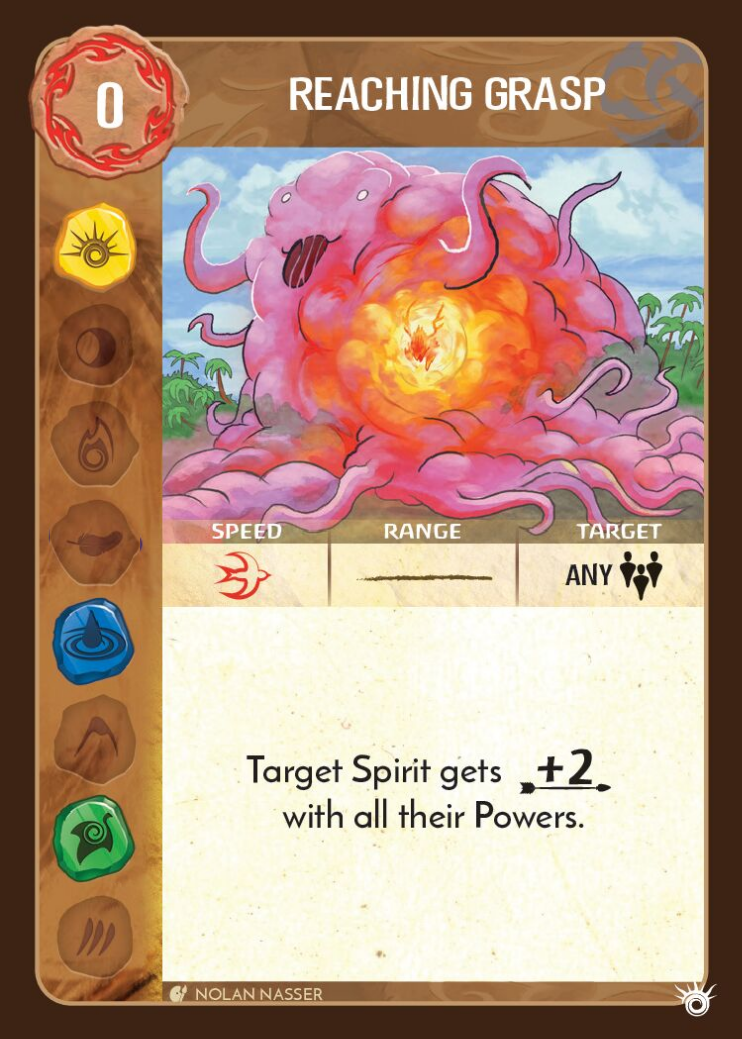 0
REACHING GRASP
SPEED RANGE TARGET
ANY
Target Spirit gets +2
with all their Powers.
NOLAN NASSER